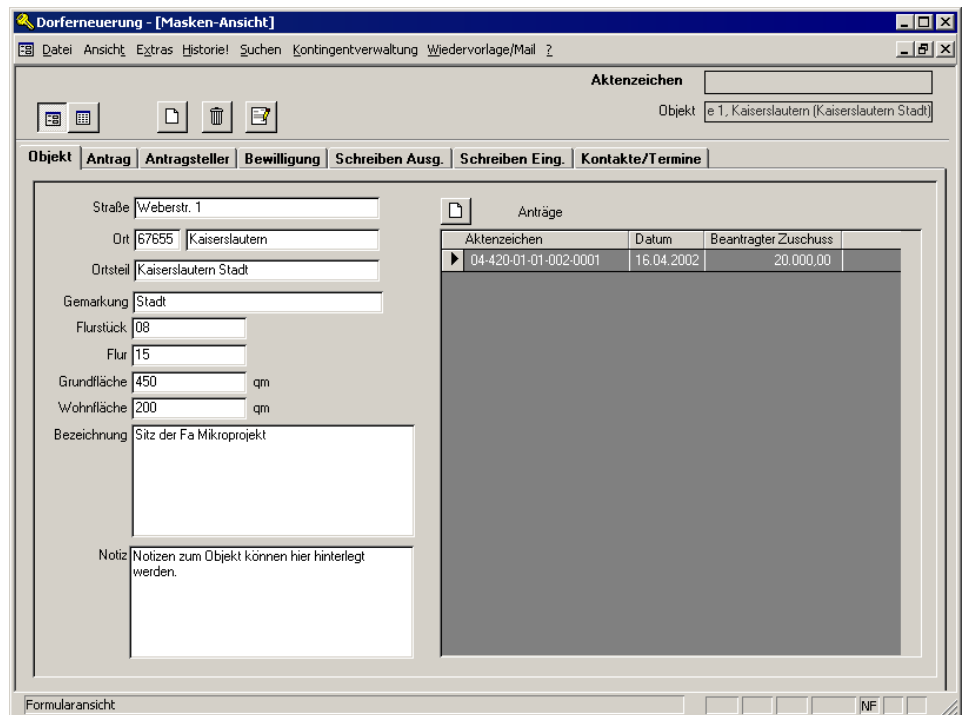 Dorferneuerung - [Masken-Ansicht]
Datei Ansicht Extras Historie! Suchen Kontingentverwaltung Wiedervorlage/Mail ?
Aktenzeichen
Objekt e 1, Kaiserslautern (Kaiserslautern Stadt)
Objekt Antrag Antragsteller Bewilligung Schreiben Ausg. Schreiben Eing. Kontakte/Termine
Straße Weberstr. 1
Ort 67655 Kaiserslautern
Ortsteil Kaiserslautern Stadt
Gemarkung Stadt
Flurstück 08
Flur 15
Grundfläche 450 qm
Wohnfläche 200 qm
Bezeichnung Sitz der Fa Mikroprojekt
Notiz Notizen zum Objekt können hier hinterlegt
werden.
Anträge
Aktenzeichen Datum Beantragter Zuschuss
04-420-01-01-002-0001 16.04.2002 20.000,00
Formularansicht NF